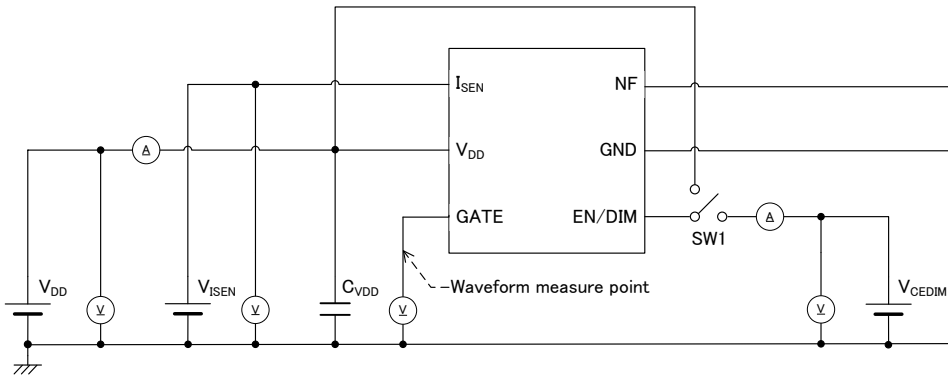 I_SEN
NF
V_DD
GND
GATE
EN/DIM
SW1
A
A
V_DD
V
V_ISEN
V
C_VDD
V
Waveform measure point
V
V_CEDIM